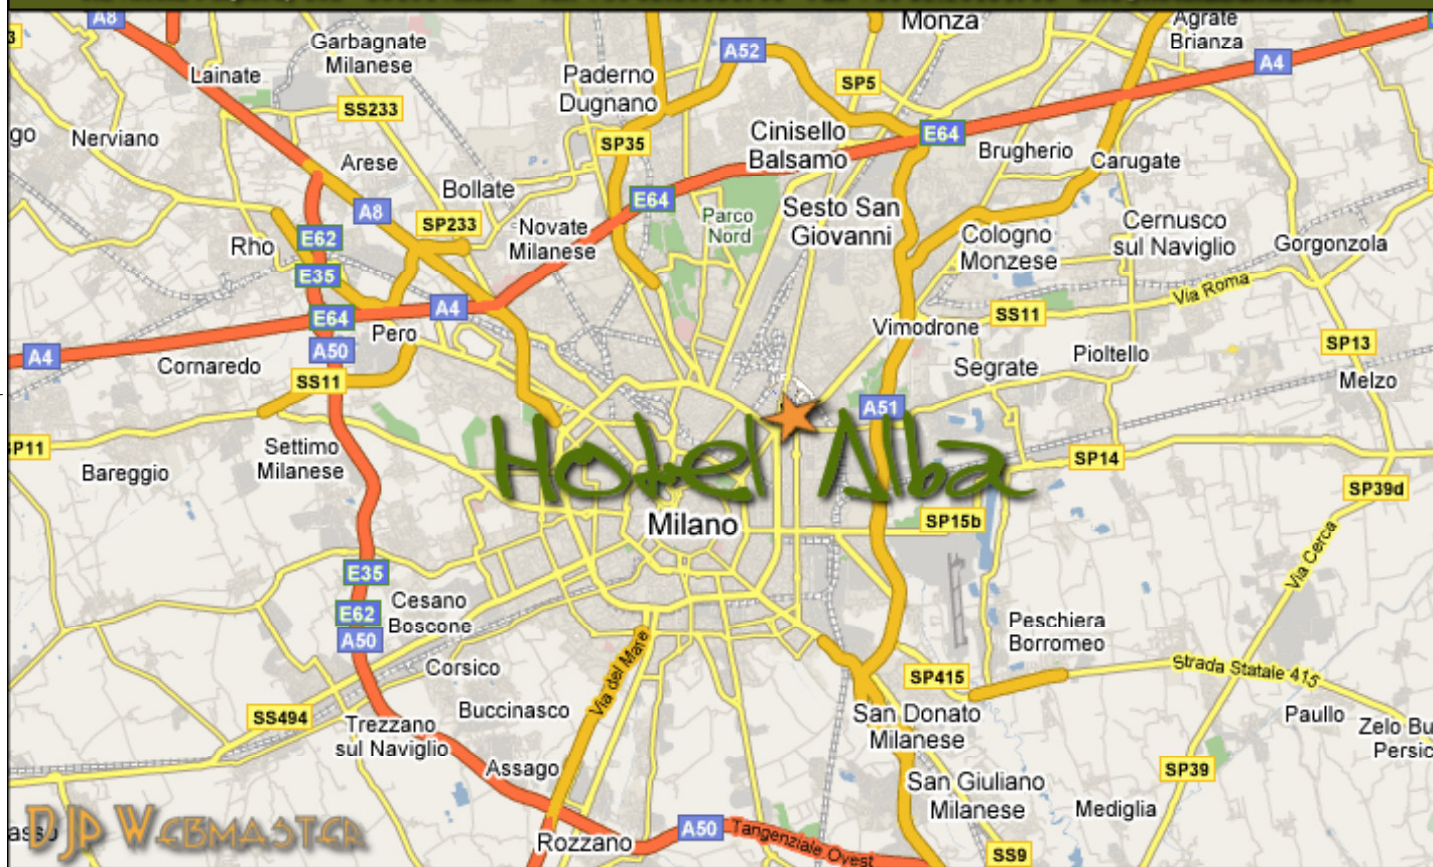 A8
Monza
Agrate
Brianza
Garbagnate
Milanese
A52
A4
Lainate
Paderno
Dugnano
SP5
SS233
Nerviano
SP35
Cinisello
Balsamo
E64
Brugherio
Carugate
Arese
Bollate
E64
A8
SP233
Novate
Milanese
Parco
Nord
Sesto San
Giovanni
Cernusco
sul Naviglio
Rho
E62
Cologno
Monzese
Gorgonzola
E35
Via Roma
A4
E64
SS11
Pero
Vimodrone
A50
A4
Cornaredo
SP13
Pioltello
Segrate
SS11
Melzo
A51
Hotel Alba
Settimo
Milanese
SP11
Bareggio
SP14
SP39d
Milano
SP15b
Via Cerca
E35
Cesano
Boscone
E62
A50
Peschiera
Borromeo
Corsico
Via del Mare
SP415
Strada Statale 415
SS494
Buccinasco
Trezzano
sul Naviglio
San Donato
Milanese
Paullo
Zelo Bu
Persic
Assago
SP39
San Giuliano
Milanese
Mediglia
DJP Webmaster
A50
Tangenziale Ovest
Rozzano
SS9